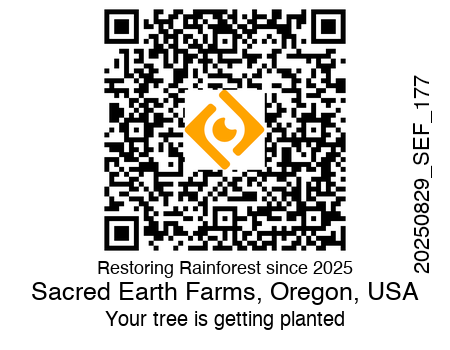 Restoring Rainforest since 2025
Sacred Earth Farms, Oregon, USA
Your tree is getting planted
20250829_SEF_177